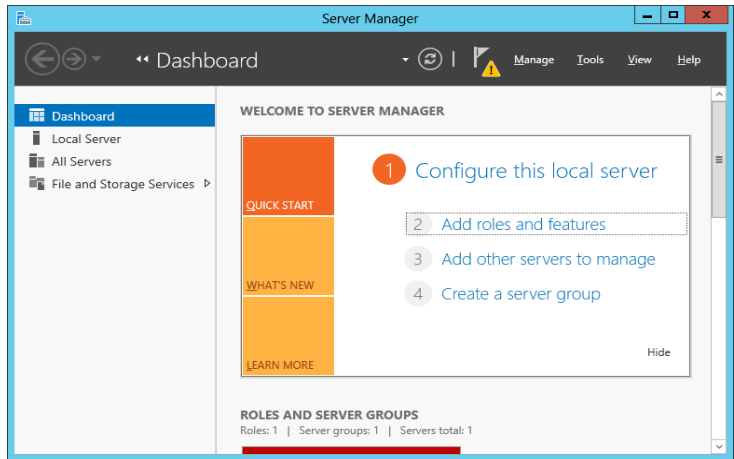 Server Manager
Dashboard
Manage Tools View Help
Dashboard
Local Server
All Servers
File and Storage Services
WELCOME TO SERVER MANAGER
QUICK START
WHAT'S NEW
LEARN MORE
1 Configure this local server
2 Add roles and features
3 Add other servers to manage
4 Create a server group
Hide
ROLES AND SERVER GROUPS
Roles: 1 | Server groups: 1 | Servers total: 1